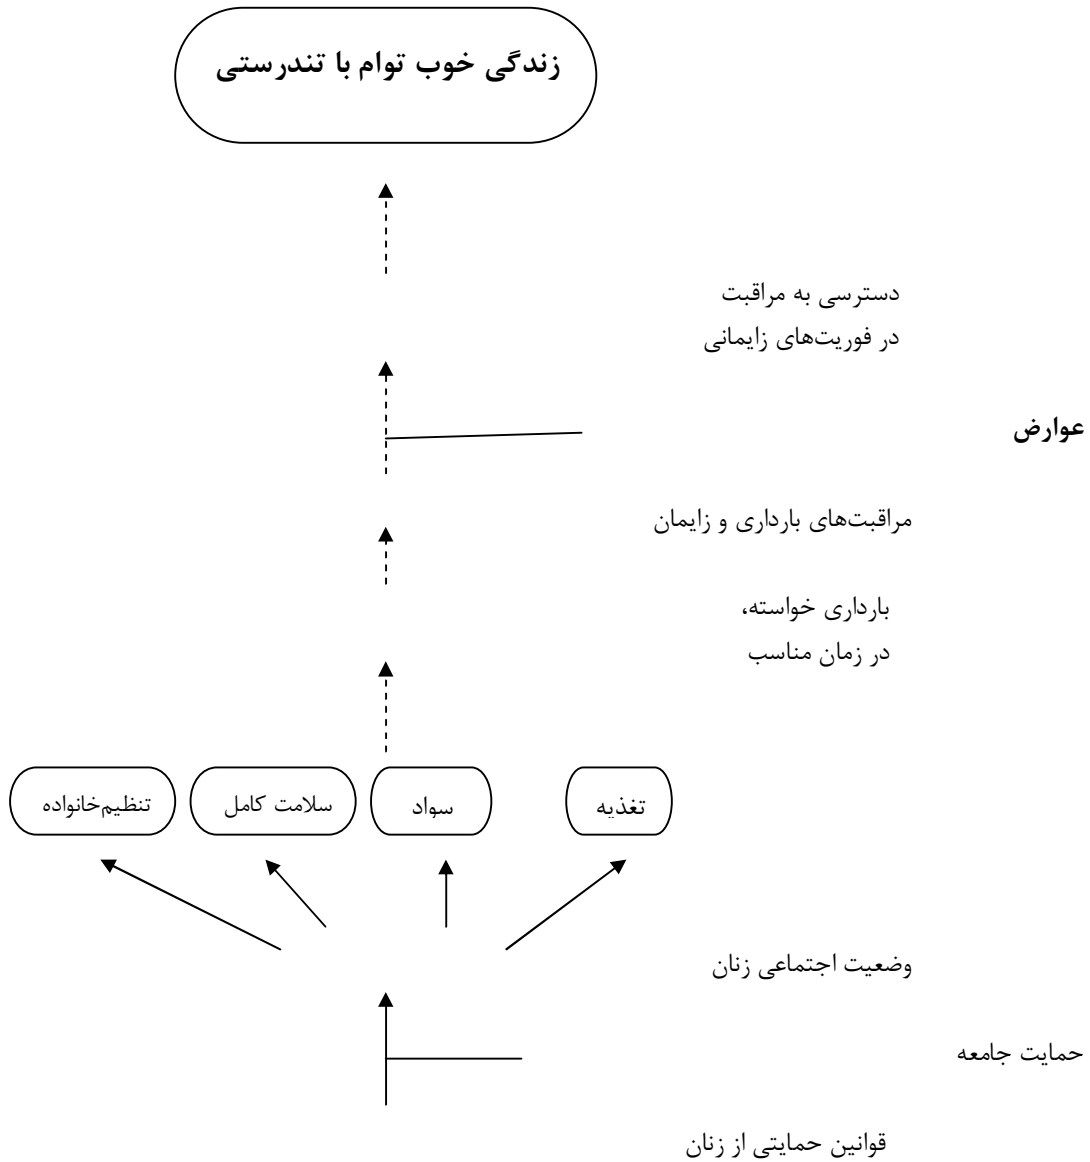 زندگی خوب توام با تندرستی
دسترسی به مراقبت
در فوریت‌های زایمانی
عوارض
مراقبت‌های بارداری و زایمان
بارداری خواسته،
در زمان مناسب
تغذیه
سواد
سلامت کامل
تنظیم‌خانواده
وضعیت اجتماعی زنان
حمایت جامعه
قوانین حمایتی از زنان